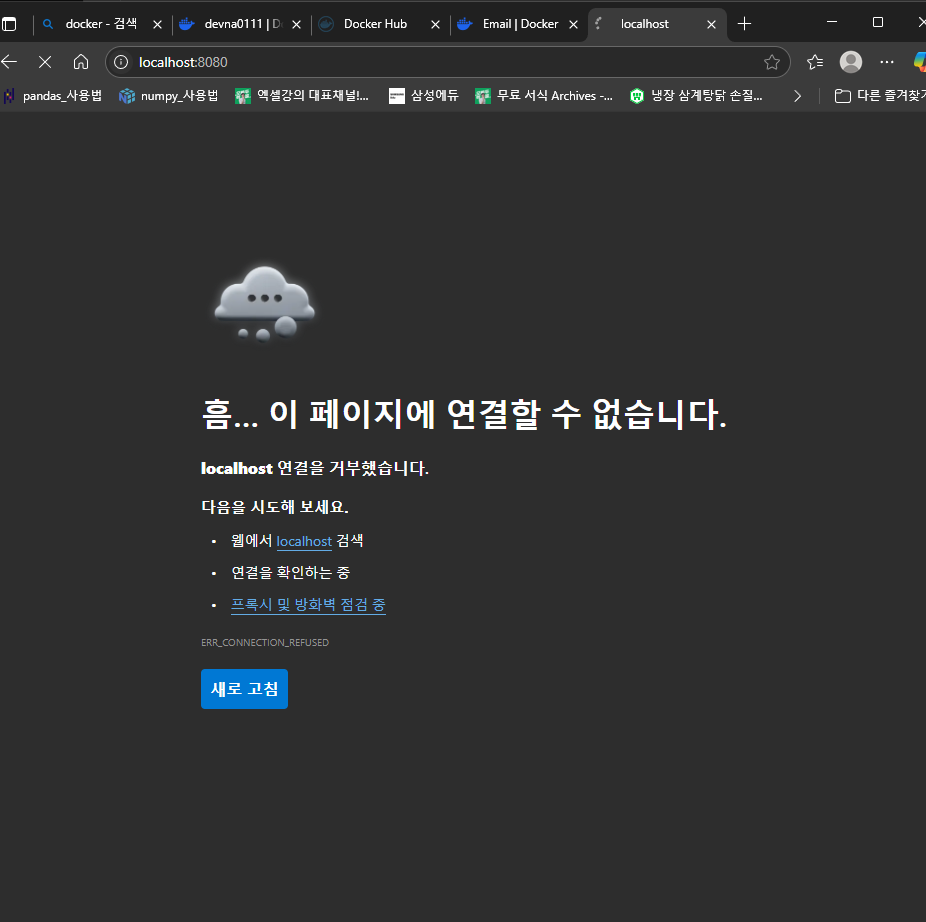 docker - 검색
devna0111 | Do
Docker Hub
Email | Docker
localhost
localhost:8080
pandas_사용법
numpy_사용법
엑셀강의 대표채널!...
삼성에듀
무료 서식 Archives -...
냉장 삼계탕닭 손질...
다른 즐겨찾기
흠... 이 페이지에 연결할 수 없습니다.
localhost 연결을 거부했습니다.
다음을 시도해 보세요.
• 웹에서 localhost 검색
• 연결을 확인하는 중
• 프록시 및 방화벽 점검 중
ERR_CONNECTION_REFUSED
새로 고침